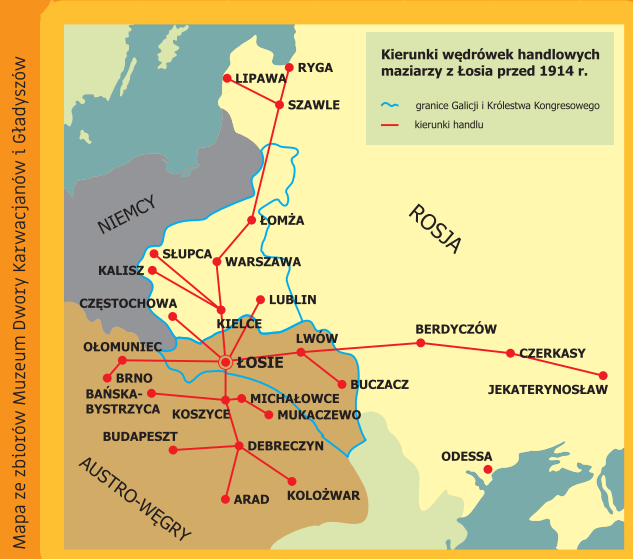 Mapa ze zbiorów Muzeum Dwory Karwacjanów i Gładyszów
Kierunki wędrówek handlowych
maziarzy z Łosia przed 1914 r.
granice Galicji i Królestwa Kongresowego
kierunki handlu
RYGA
LIPAWA
SZAWLE
NIEMCY
ROSJA
ŁOMŻA
SŁUPCA
WARSZAWA
KALISZ
CZĘSTOCHOWA
LUBLIN
KIELCE
BERDYCZÓW
LWÓW
OŁOMUNIEC
ŁOSIE
CZERKASY
BRNO
BUCZACZ
JEKATERYNOSŁAW
BAŃSKA-
BYSTRZYCA
MICHAŁOWCE
KOSZYCE
MUKACZEWO
BUDAPESZT
DEBRECZYN
ODESSA
AUSTRO-WĘGRY
ARAD
KOLOŻWAR